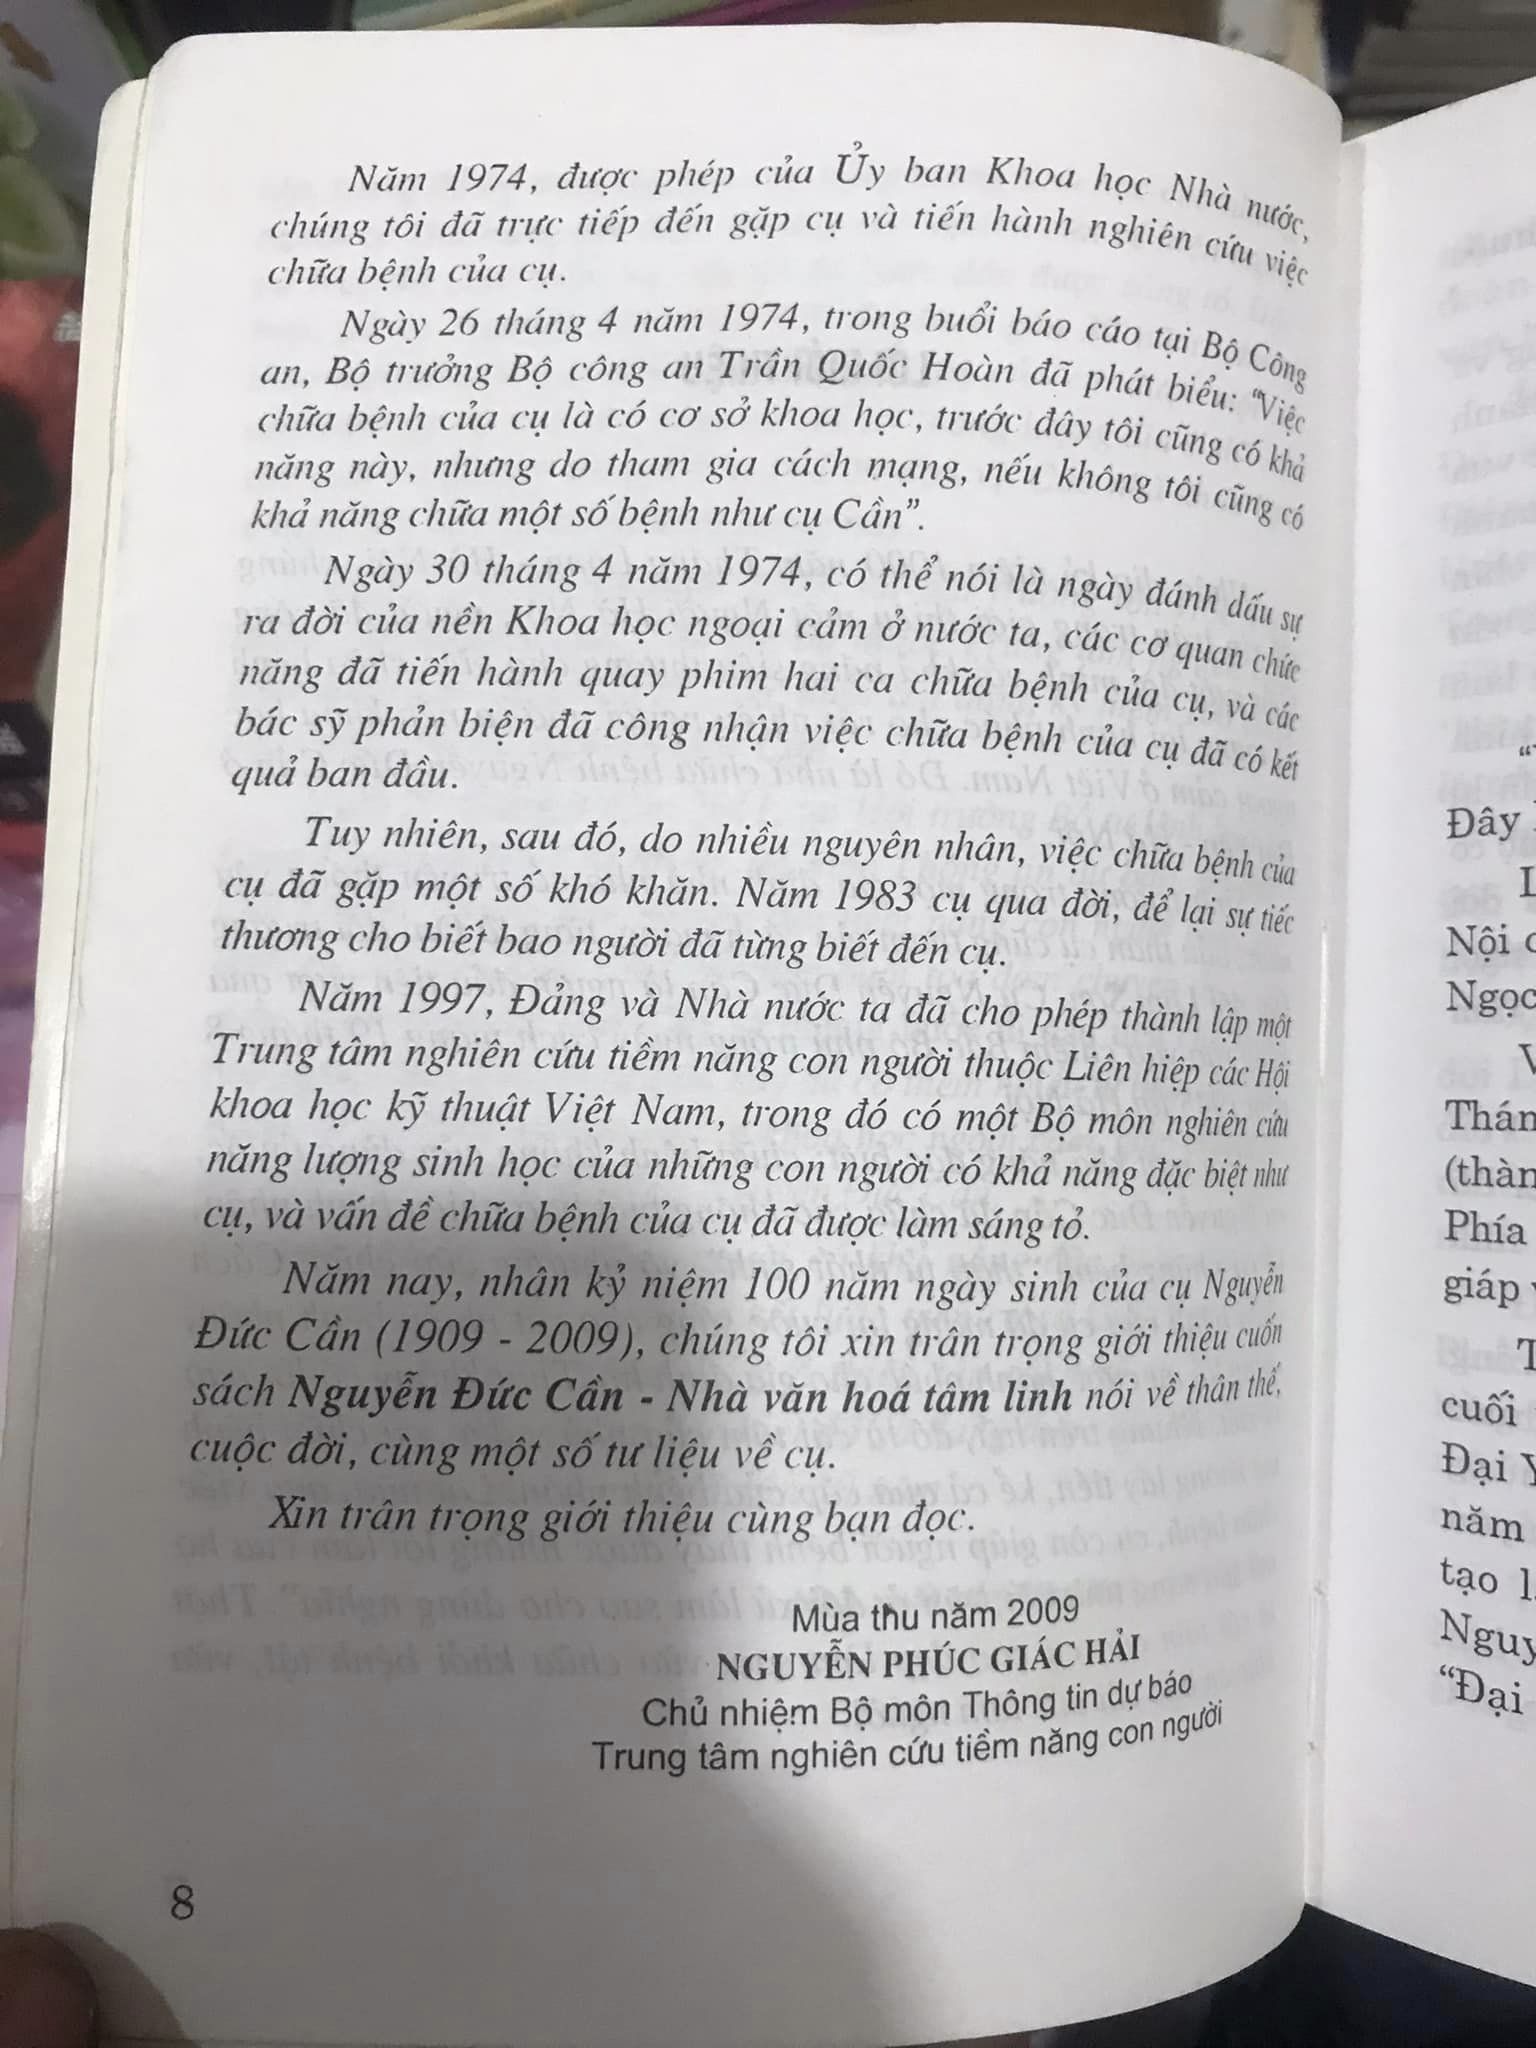 Năm 1974, được phép của Ủy ban Khoa học Nhà nước,
chúng tôi đã trực tiếp đến gặp cụ và tiến hành nghiên cứu việc
chữa bệnh của cụ.
Ngày 26 tháng 4 năm 1974, trong buổi báo cáo tại Bộ Công
an, Bộ trưởng Bộ công an Trần Quốc Hoàn đã phát biểu: “Việc
chữa bệnh của cụ là có cơ sở khoa học, trước đây tôi cũng có khả
năng này, nhưng do tham gia cách mạng, nếu không tôi cũng có
khả năng chữa một số bệnh như cụ Cần”.
Ngày 30 tháng 4 năm 1974, có thể nói là ngày đánh dấu sự
ra đời của nền Khoa học ngoại cảm ở nước ta, các cơ quan chức
năng đã tiến hành quay phim hai ca chữa bệnh của cụ, và các
bác sỹ phản biện đã công nhận việc chữa bệnh của cụ đã có kết
quả ban đầu.
Tuy nhiên, sau đó, do nhiều nguyên nhân, việc chữa bệnh của
cụ đã gặp một số khó khăn. Năm 1983 cụ qua đời, để lại sự tiếc
thương cho biết bao người đã từng biết đến cụ.
Năm 1997, Đảng và Nhà nước ta đã cho phép thành lập một
Trung tâm nghiên cứu tiềm năng con người thuộc Liên hiệp các Hội
khoa học kỹ thuật Việt Nam, trong đó có một Bộ môn nghiên cứu
năng lượng sinh học của những con người có khả năng đặc biệt như
cụ, và vấn đề chữa bệnh của cụ đã được làm sáng tỏ.
Năm nay, nhân kỷ niệm 100 năm ngày sinh của cụ Nguyễn
Đức Cần (1909 - 2009), chúng tôi xin trân trọng giới thiệu cuốn
sách Nguyễn Đức Cần - Nhà văn hoá tâm linh nói về thân thế,
cuộc đời, cùng một số tư liệu về cụ.
Xin trân trọng giới thiệu cùng bạn đọc.
Mùa thu năm 2009
NGUYỄN PHÚC GIÁC HẢI
Chủ nhiệm Bộ môn Thông tin dự báo
Trung tâm nghiên cứu tiềm năng con người
8
Đây
Nội
Ngọc
(thàn
Phía
giáp
cuối
Đại
năm
tạo
“Đại